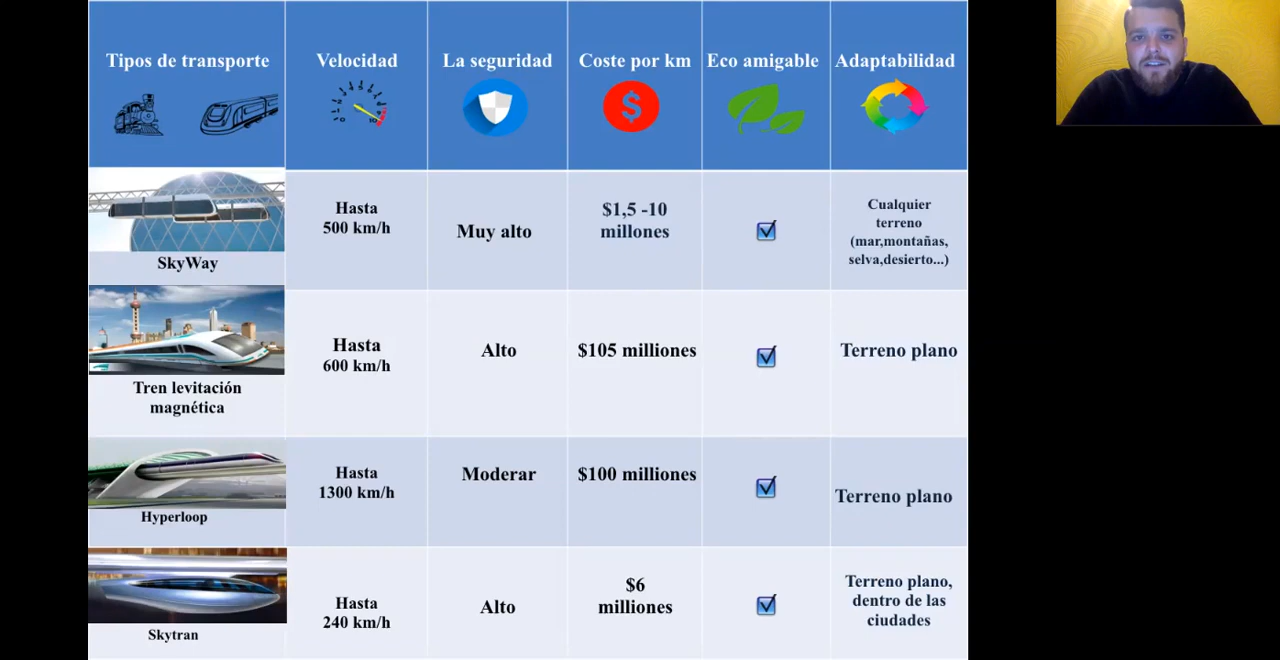 Tipos de transporte
Velocidad
La seguridad
Coste por km
Eco amigable
Adaptabilidad
$
SkyWay
Hasta
500 km/h
Muy alto
$1,5 -10
millones
Cualquier
terreno
(mar,montañas,
selva,desierto...)
Tren levitación
magnética
Hasta
600 km/h
Alto
$105 milliones
Terreno plano
Hyperloop
Hasta
1300 km/h
Moderar
$100 milliones
Terreno plano
Skytran
Hasta
240 km/h
Alto
$6
milliones
Terreno plano,
dentro de las
ciudades